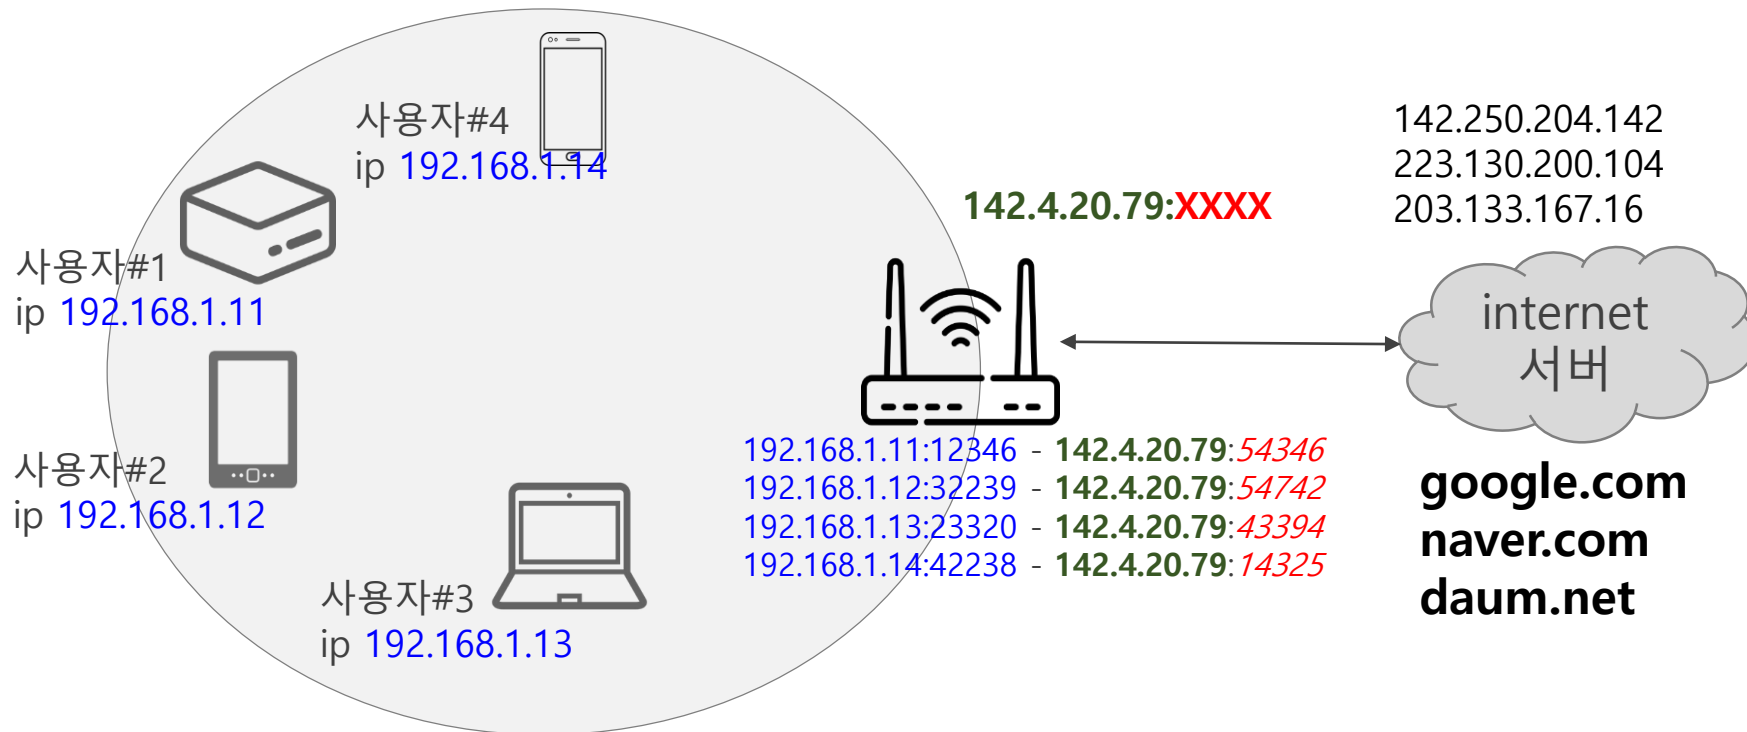 사용자#4
ip 192.168.1.14
사용자#1
ip 192.168.1.11
사용자#2
ip 192.168.1.12
사용자#3
ip 192.168.1.13
142.4.20.79:XXXX
192.168.1.11:12346 - 142.4.20.79:54346
192.168.1.12:32239 - 142.4.20.79:54742
192.168.1.13:23320 - 142.4.20.79:43394
192.168.1.14:42238 - 142.4.20.79:14325
142.250.204.142
223.130.200.104
203.133.167.16
internet
서버
google.com
naver.com
daum.net